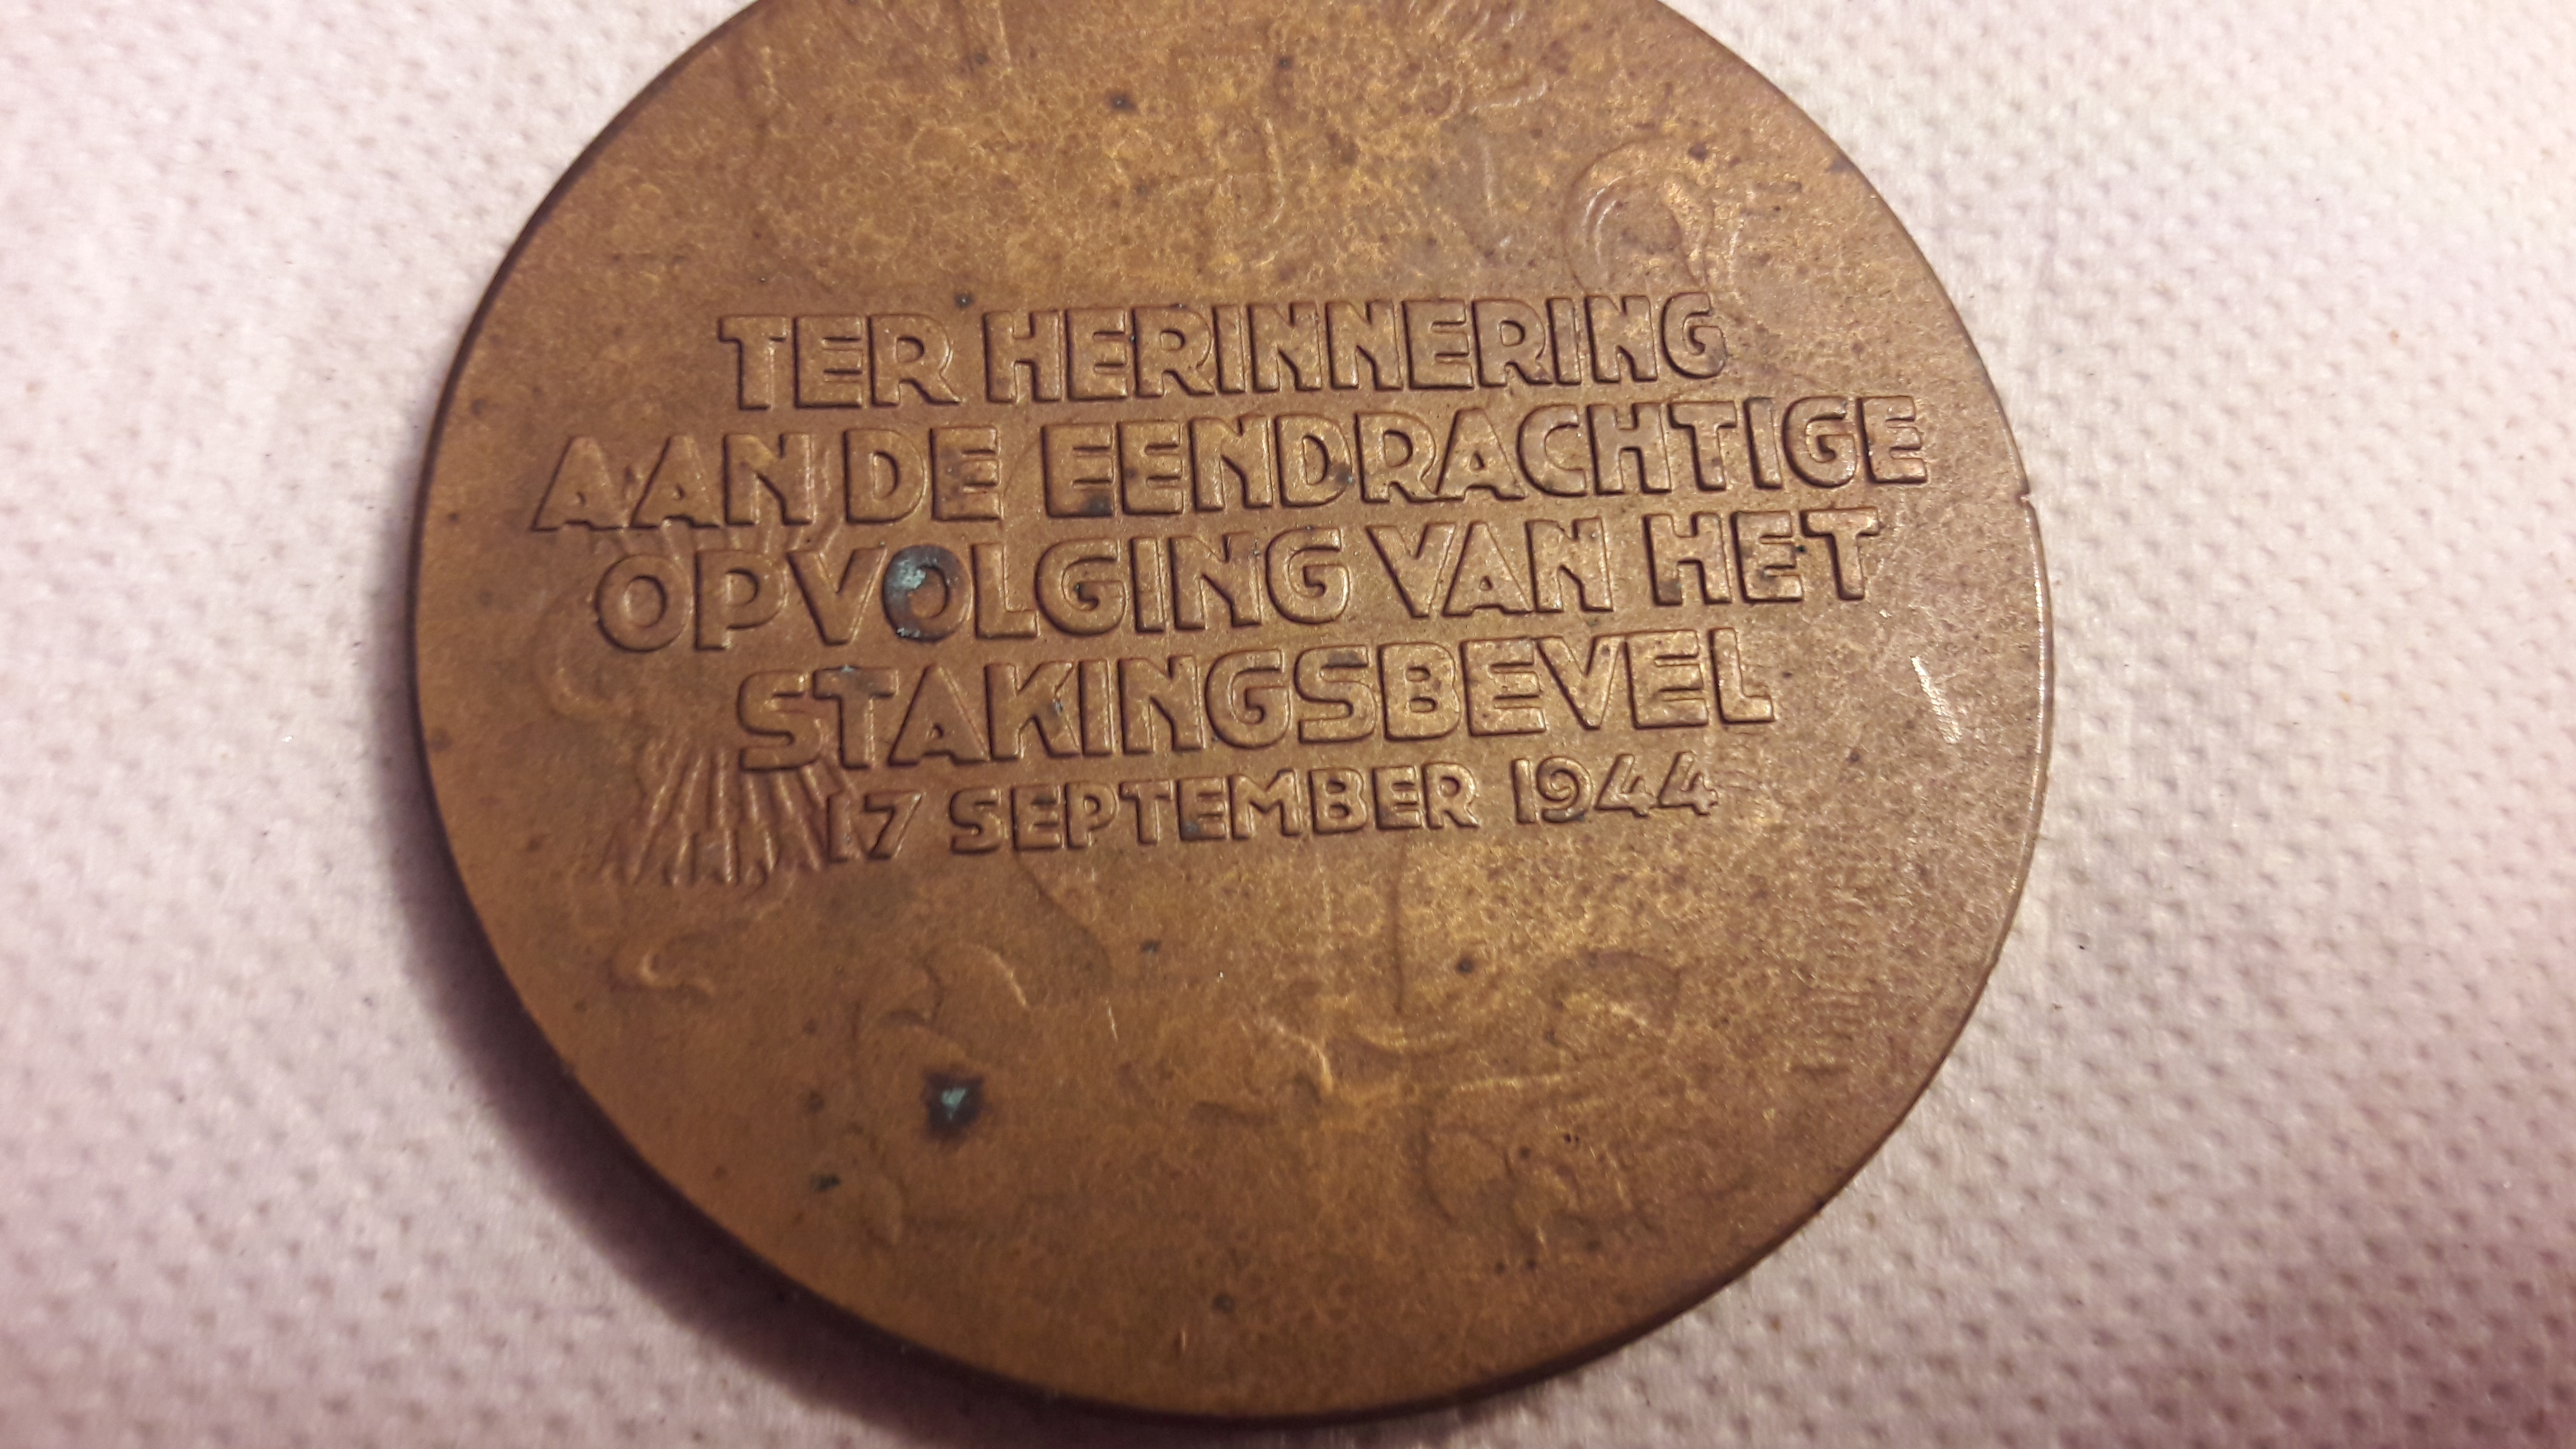 TER HERINNERING
AAN DE EENDRACHTIGE
OPVOLGING VAN HET
STAKINGSBEVEL
17 SEPTEMBER 1944